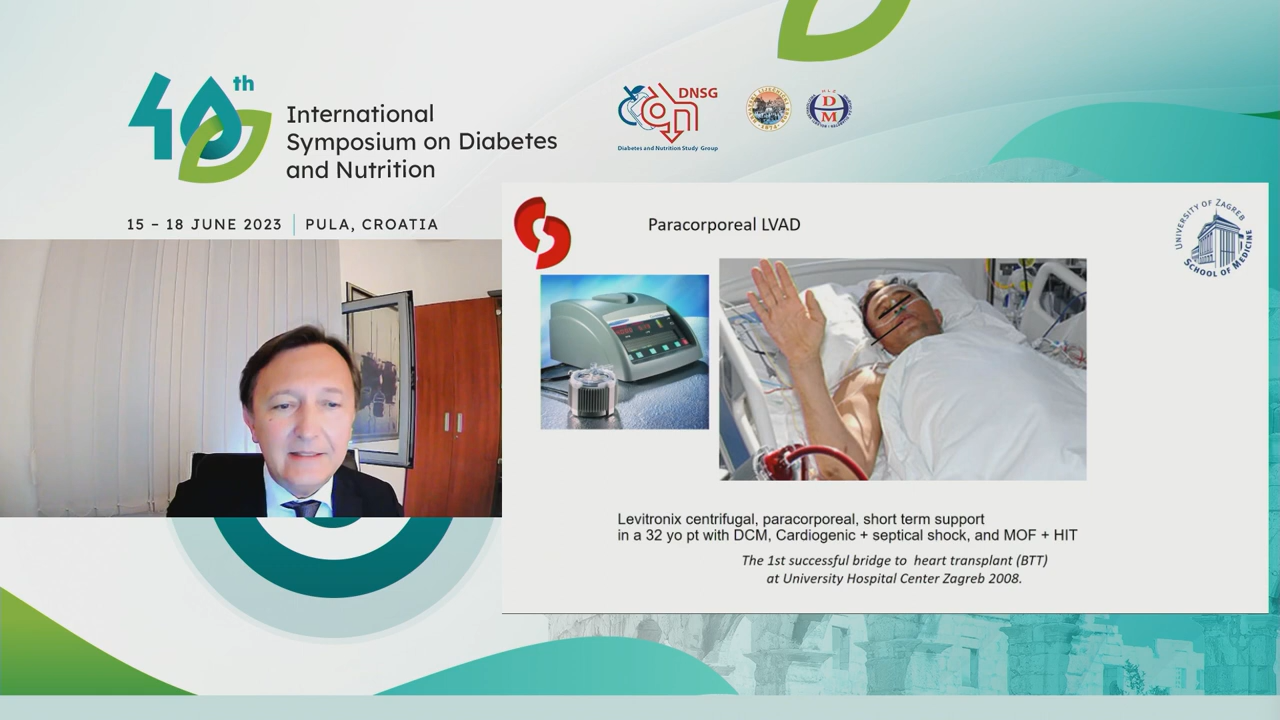 40th
International
Symposium on Diabetes
and Nutrition
15 – 18 JUNE 2023 | PULA, CROATIA
DNSG
Diabetes and Nutrition Study Group
D
M
Paracorporeal LVAD
UNIVERSITY OF ZAGREB
SCHOOL OF MEDICINE
Levitronix centrifugal, paracorporeal, short term support
in a 32 yo pt with DCM, Cardiogenic + septical shock, and MOF + HIT
The 1st successful bridge to heart transplant (BTT)
at University Hospital Center Zagreb 2008.